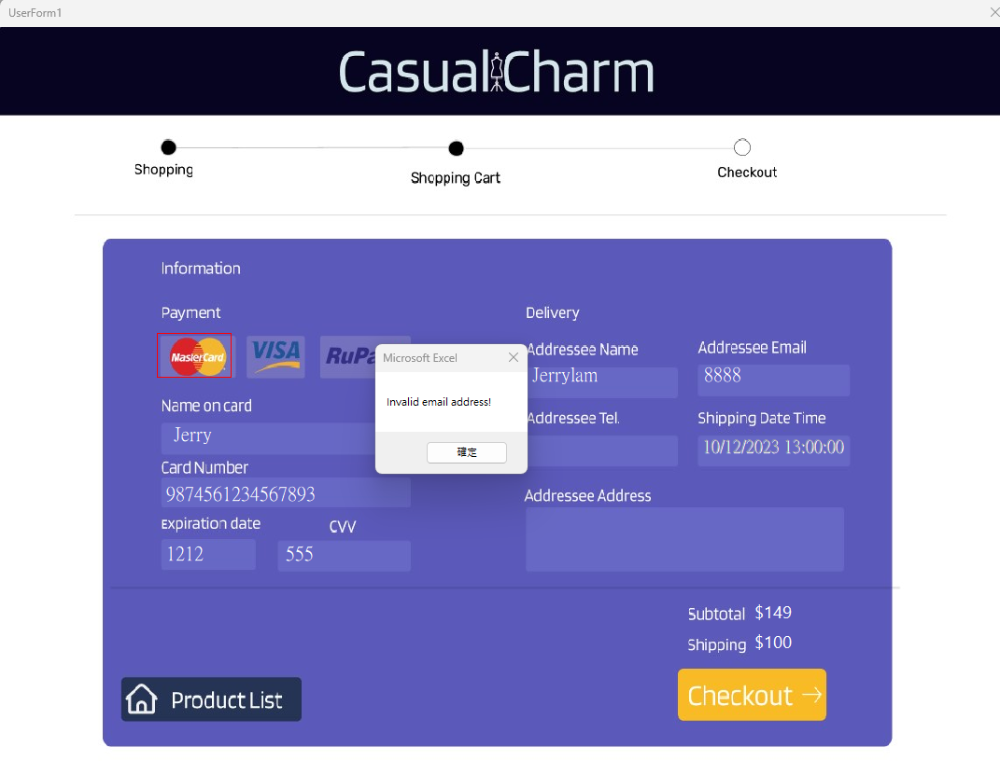 UserForm1
Casual Charm
Shopping
Shopping Cart
Checkout
Information
Payment
MasterCard
VISA
RuPa
Name on card
Jerry
Card Number
9874561234567893
Expiration date
CVV
1212
555
Microsoft Excel
Invalid email address!
確定
Delivery
Addressee Name
Addressee Email
Jerrylam
8888
Addressee Tel.
Shipping Date Time
10/12/2023 13:00:00
Addressee Address
Subtotal $149
Shipping $100
Product List
Checkout →